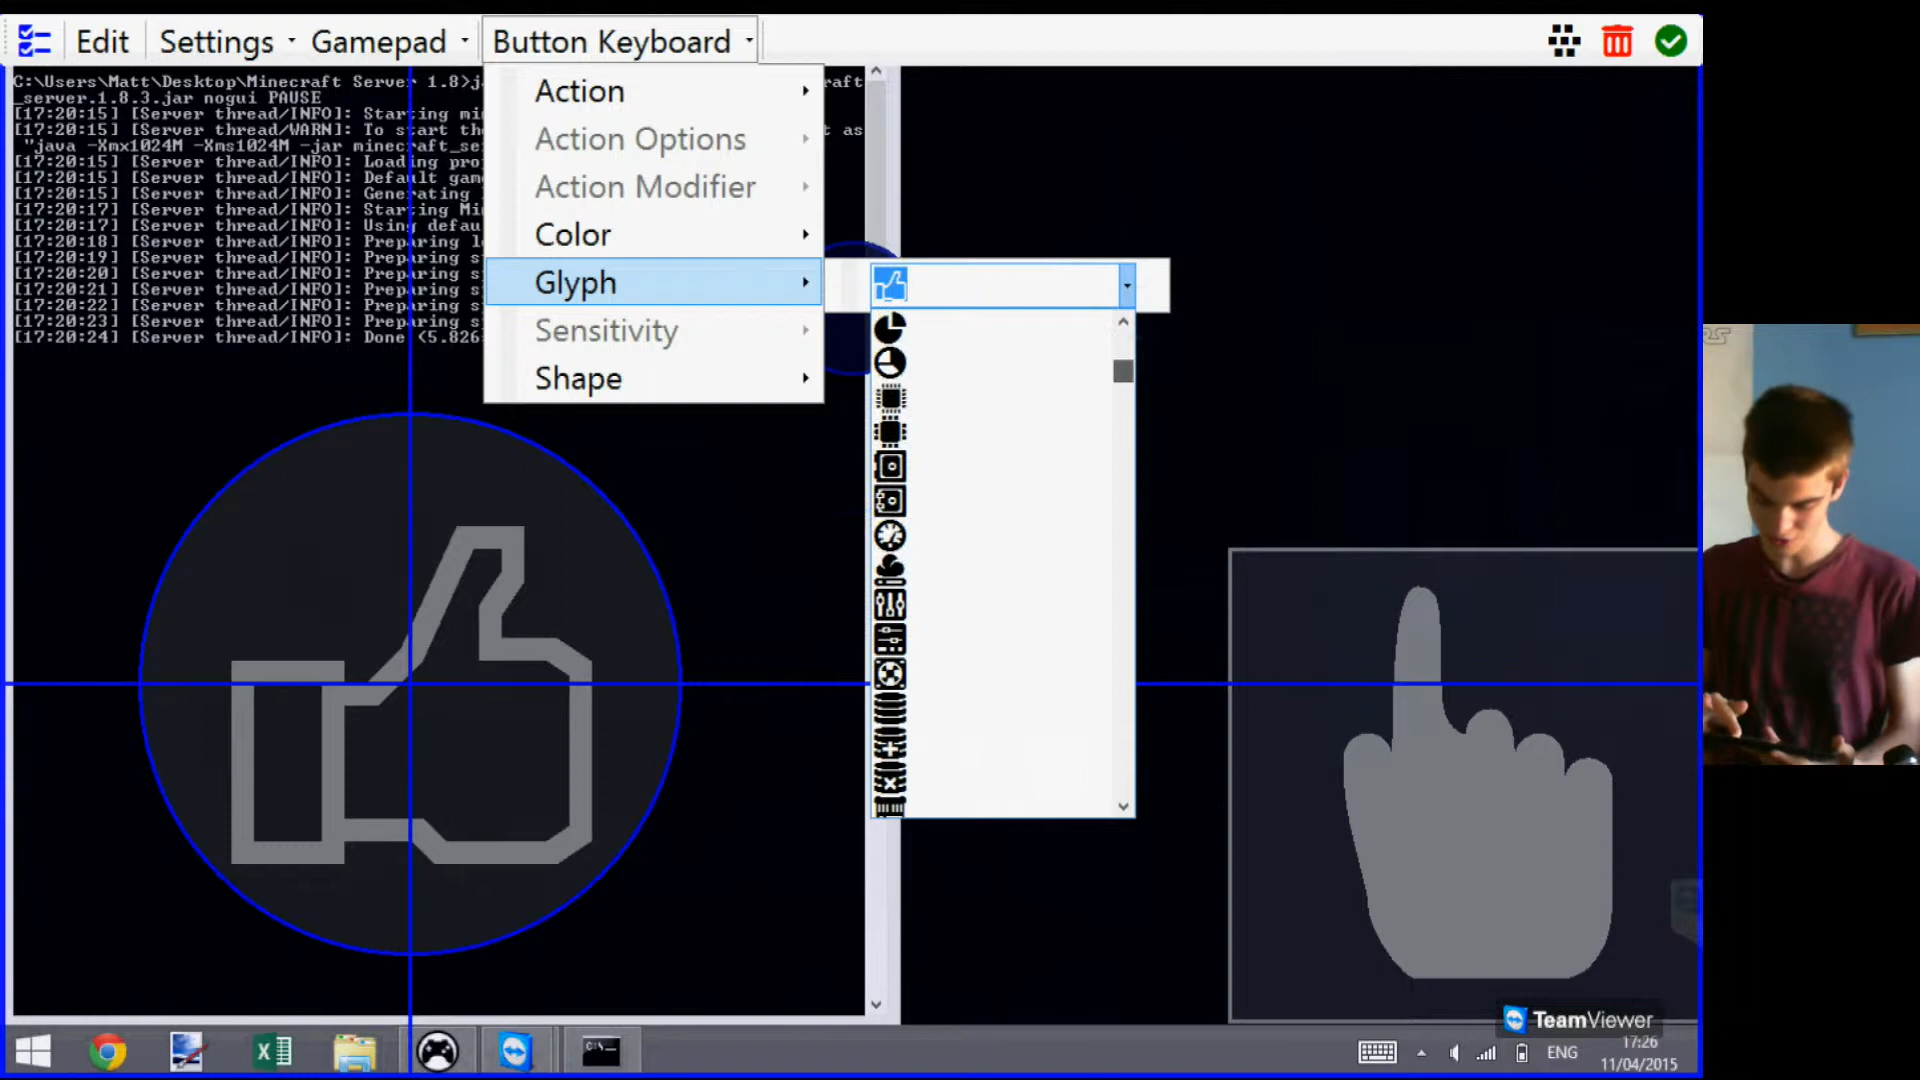 Edit Settings Gamepad Button Keyboard
C:\Users\Matt\Desktop\Minecraft Server 1.8>j
raft
_server.1.8.3.jar nogui PAUSE
[17:20:15] [Server thread/INFO]: Starting mi
[17:20:15] [Server thread/WARN]: To start the
t as
"java -Xmx1024M -Xms1024M -jar minecraft_se
[17:20:15] [Server thread/INFO]: Loading pro
[17:20:15] [Server thread/INFO]: Default gam
[17:20:15] [Server thread/INFO]: Generating
[17:20:17] [Server thread/INFO]: Starting Mi
[17:20:17] [Server thread/INFO]: Using defau
[17:20:18] [Server thread/INFO]: Preparing l
[17:20:19] [Server thread/INFO]: Preparing s
[17:20:20] [Server thread/INFO]: Preparing s
[17:20:21] [Server thread/INFO]: Preparing s
[17:20:22] [Server thread/INFO]: Preparing s
[17:20:23] [Server thread/INFO]: Preparing s
[17:20:24] [Server thread/INFO]: Done (5.826
Action
Action Options
Action Modifier
Color
Glyph
Sensitivity
Shape
TeamViewer
ENG
17:26
11/04/2015